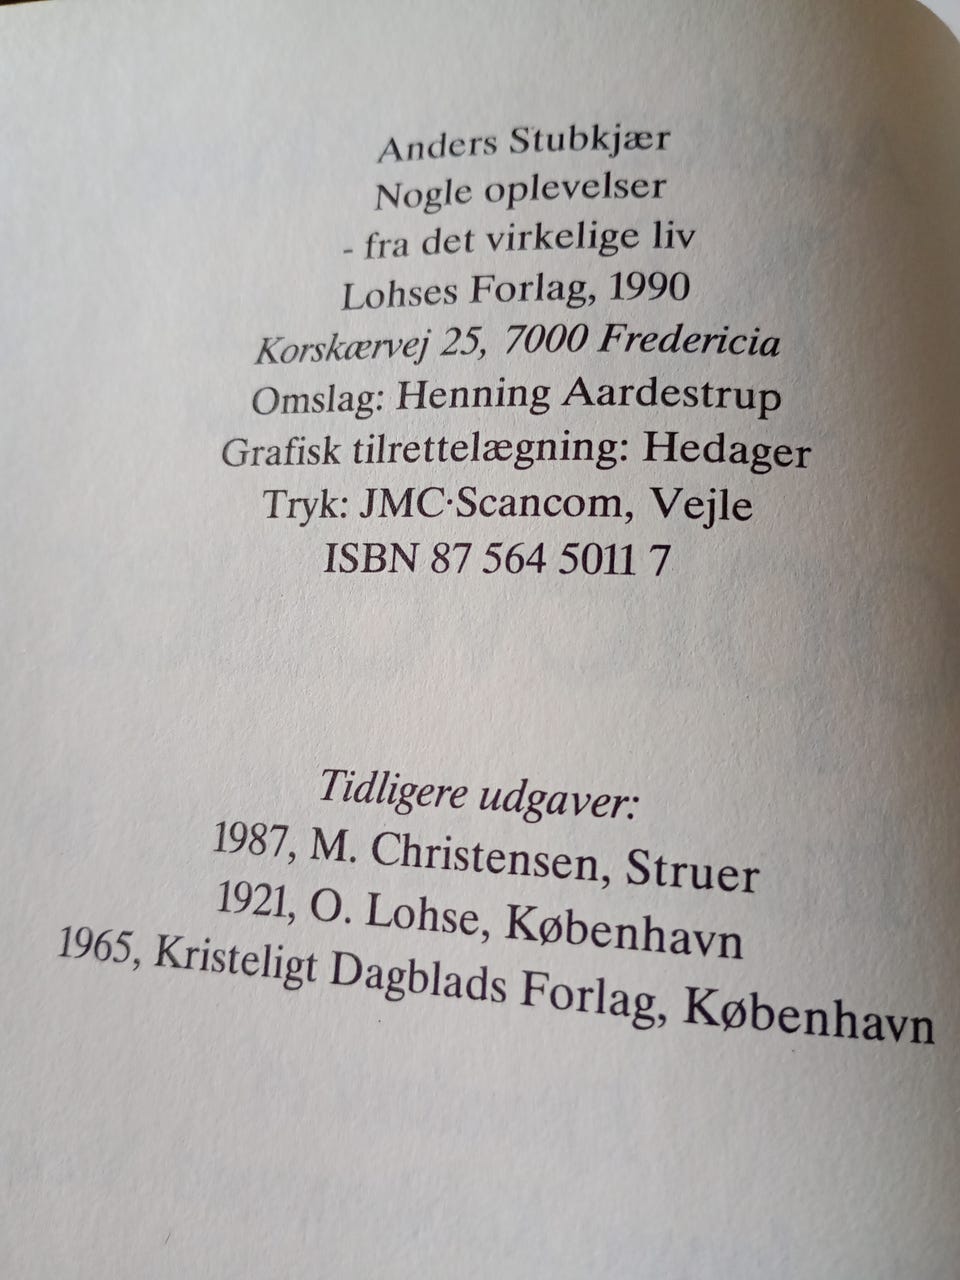 Anders Stubkjær
Nogle oplevelser
- fra det virkelige liv
Lohses Forlag, 1990
Korskærvej 25, 7000 Fredericia
Omslag: Henning Aardestrup
Grafisk tilrettelægning: Hedager
Tryk: JMC·Scancom, Vejle
ISBN 87 564 5011 7
Tidligere udgaver:
1987, M. Christensen, Struer
1921, O. Lohse, København
1965, Kristeligt Dagblads Forlag, København